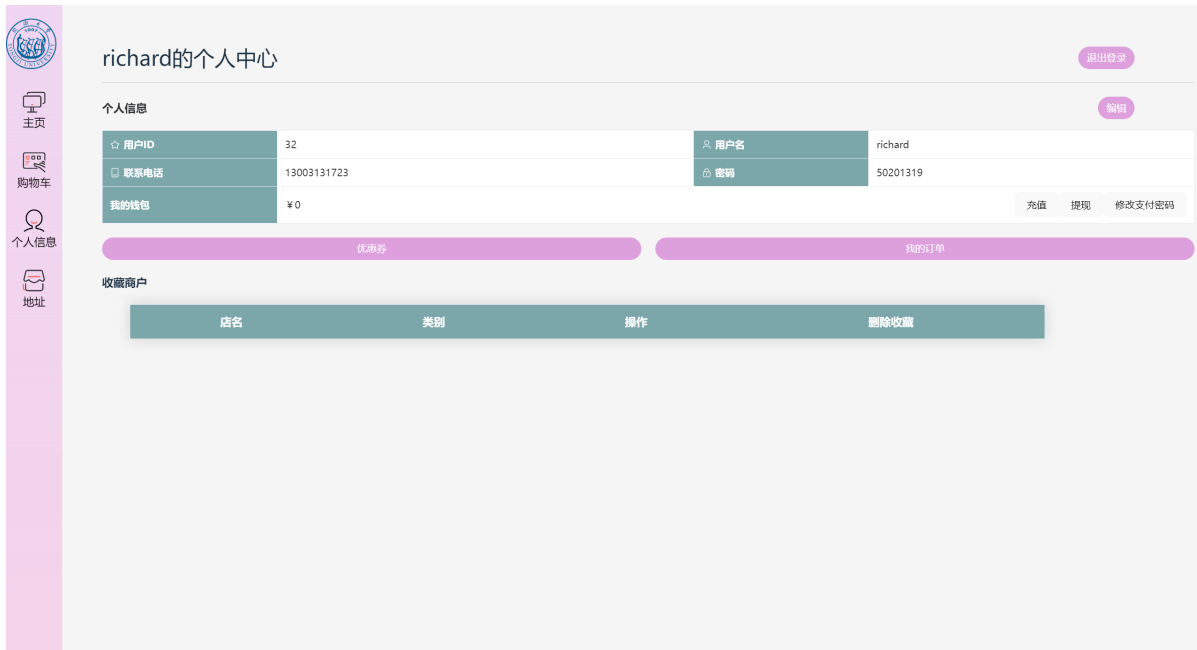 1907
TONGJI UNIVERSITY
主页
购物车
个人信息
地址
richard的个人中心
退出登录
个人信息
编辑
用户ID 32 用户名 richard
联系电话 13003131723 密码 50201319
我的钱包 ¥0 充值 提现 修改支付密码
优惠券 我的订单
收藏商户
店名 类别 操作 删除收藏